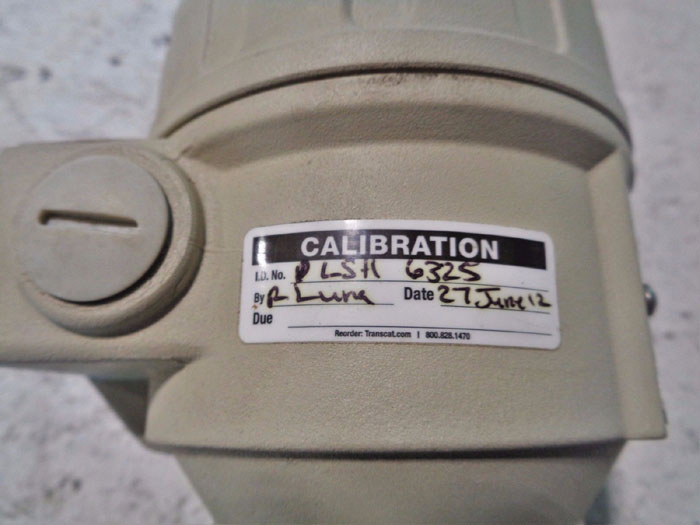 CALIBRATION
I.D. No. LSH 6325
By R Luna Date 27 June 12
Due
Reorder: Transcat.com | 800.828.1470